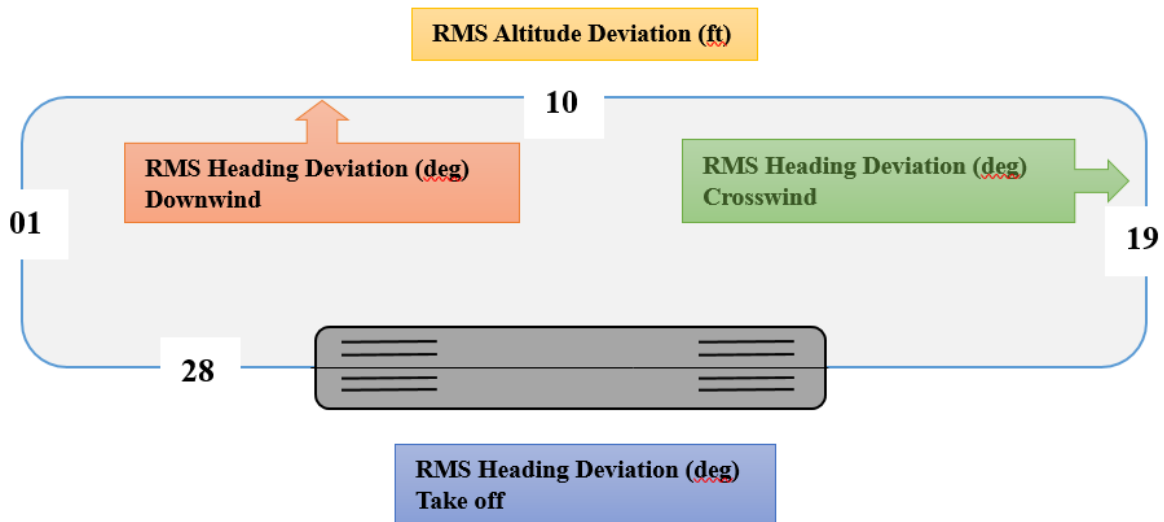 RMS Altitude Deviation (ft)
10
RMS Heading Deviation (deg)
Downwind
RMS Heading Deviation (deg)
Crosswind
01
19
28
RMS Heading Deviation (deg)
Take off